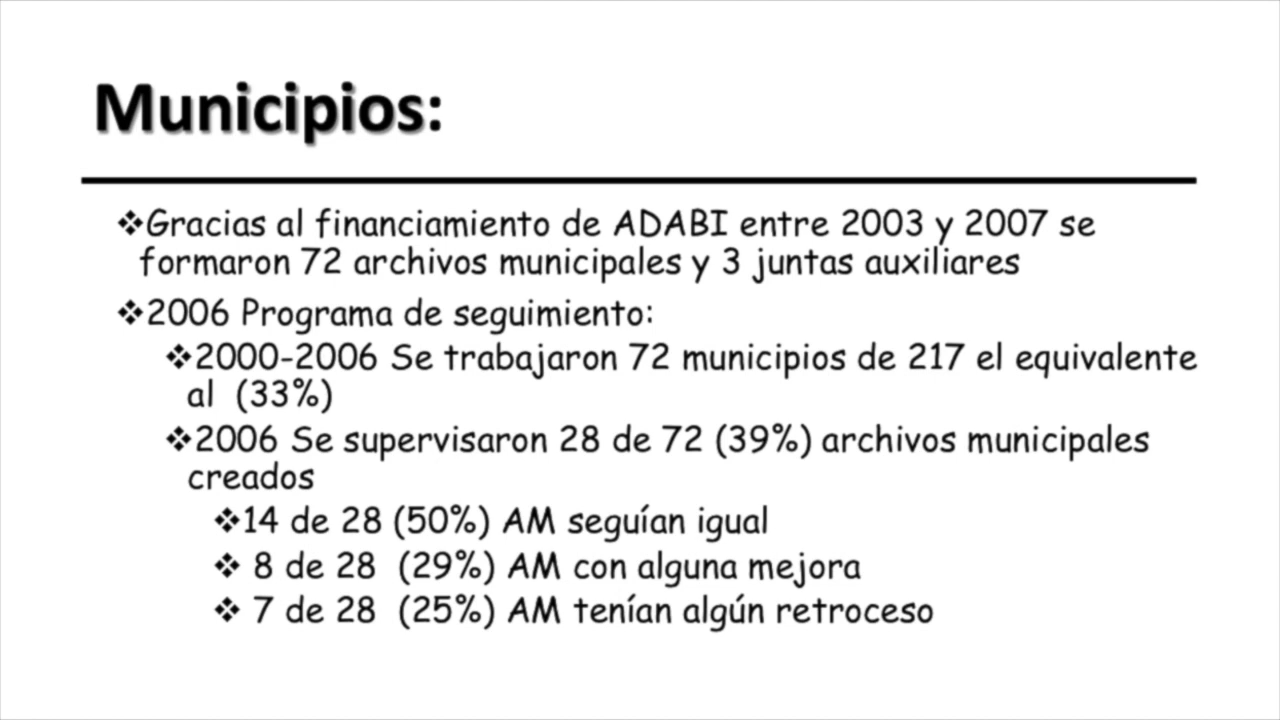 Municipios:
❖Gracias al financiamiento de ADABI entre 2003 y 2007 se
formaron 72 archivos municipales y 3 juntas auxiliares
❖2006 Programa de seguimiento:
❖2000-2006 Se trabajaron 72 municipios de 217 el equivalente
al (33%)
❖2006 Se supervisaron 28 de 72 (39%) archivos municipales
creados
❖14 de 28 (50%) AM seguían igual
❖ 8 de 28 (29%) AM con alguna mejora
❖ 7 de 28 (25%) AM tenían algún retroceso